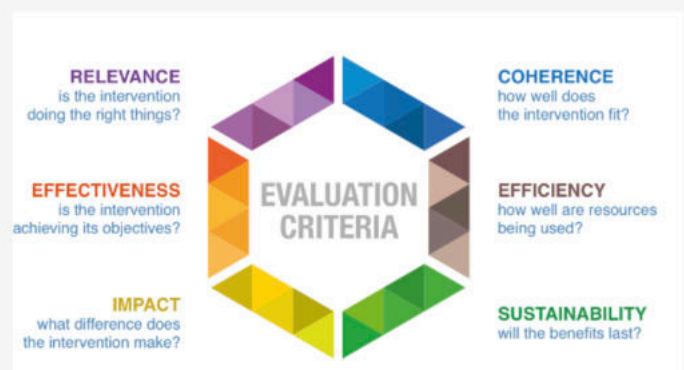 RELEVANCE
is the intervention
doing the right things?
COHERENCE
how well does
the intervention fit?
EFFECTIVENESS
is the intervention
achieving its objectives?
EVALUATION
CRITERIA
EFFICIENCY
how well are resources
being used?
IMPACT
what difference does
the intervention make?
SUSTAINABILITY
will the benefits last?